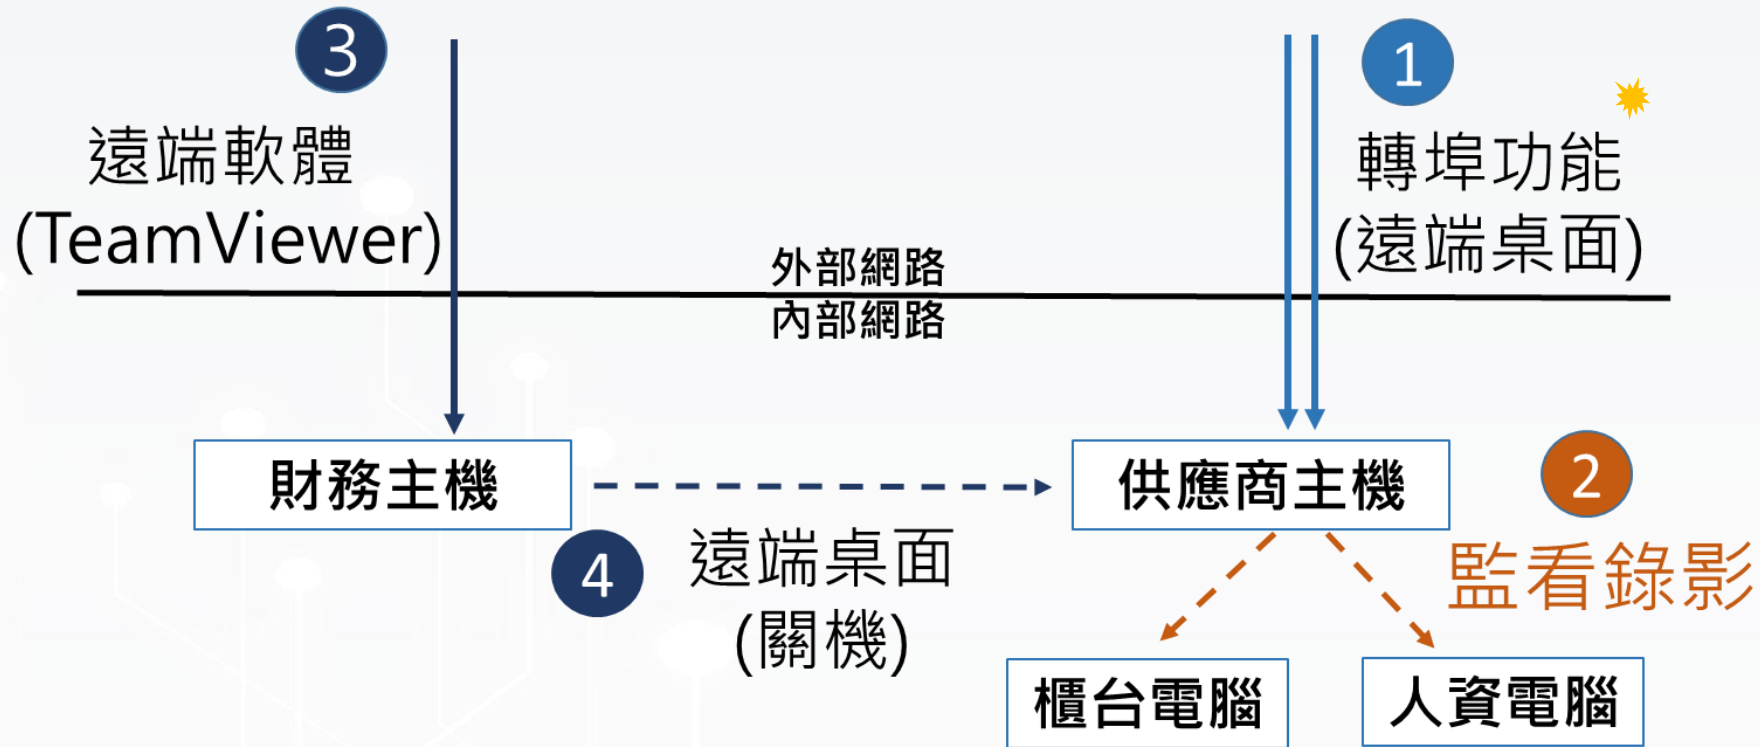 3
遠端軟體
(TeamViewer)
1
轉埠功能
(遠端桌面)
外部網路
內部網路
財務主機
供應商主機
2
監看錄影
4
遠端桌面
(關機)
櫃台電腦
人資電腦